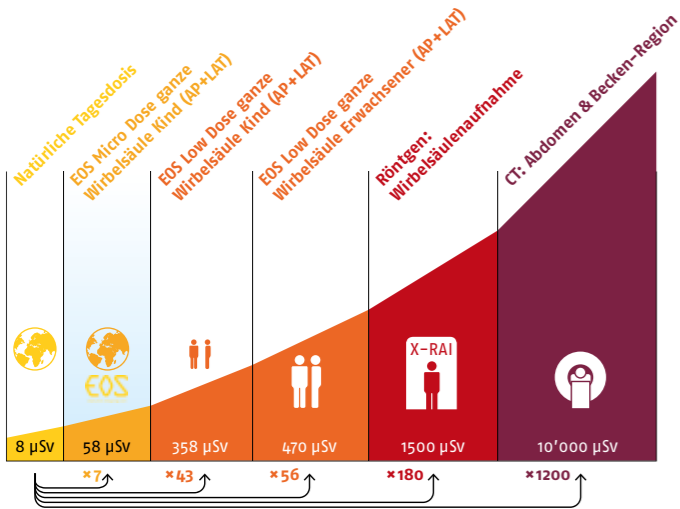 Natürliche Tagesdosis
EOS Micro Dose ganze
Wirbelsäule Kind (AP+LAT)
EOS Low Dose ganze
Wirbelsäule Kind (AP+LAT)
EOS Low Dose ganze
Wirbelsäule Erwachsener (AP+LAT)
Röntgen:
Wirbelsäulenaufnahme
CT: Abdomen & Becken-Region
EOS
X-RAI
8 µSv
58 µSv
358 µSv
470 µSv
1500 µSv
10’000 µSv
×7
×43
×56
×180
×1200